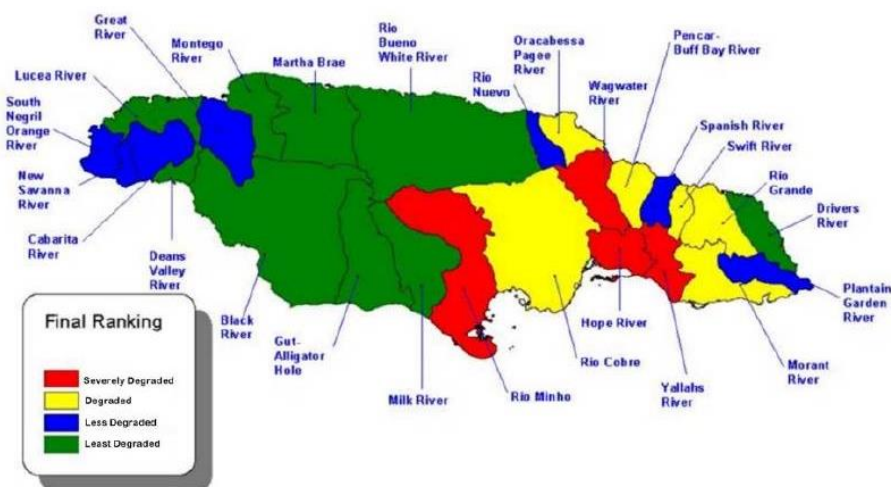 Great
River
Montego
River
Martha Brae
Rio
Bueno
White River
Oracabessa
Pagee
River
Pencar-
Buff Bay River
Lucea River
Rio
Nuevo
Wagwater
River
South
Negril
Orange
River
Spanish River
Swift River
New
Savanna
River
Rio
Grande
Cabarita
River
Drivers
River
Deans
Valley
River
Plantain
Garden
River
Black
River
Hope River
Gut-
Alligator
Hole
Rio Cobre
Morant
River
Milk River
Rio Minho
Yallahs
River
Final Ranking
Severely Degraded
Degraded
Less Degraded
Least Degraded